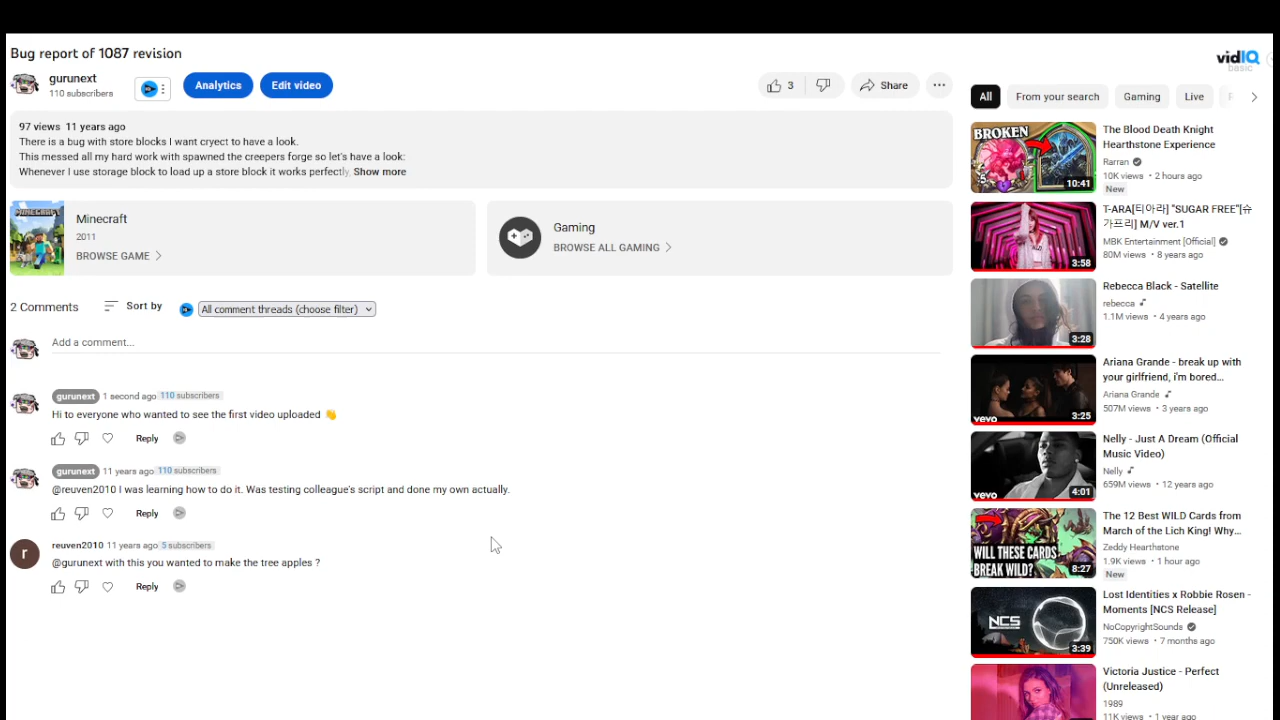 Bug report of 1087 revision
gurunext
110 subscribers
Analytics
Edit video
3
Share
97 views 11 years ago
There is a bug with store blocks I want cryect to have a look.
This messed all my hard work with spawned the creepers forge so let's have a look:
Whenever I use storage block to load up a store block it works perfectly, Show more
MINECRAFT
Minecraft
2011
BROWSE GAME
Gaming
BROWSE ALL GAMING
2 Comments
Sort by
All comment threads (choose filter)
Add a comment...
gurunext 1 second ago 110 subscribers
Hi to everyone who wanted to see the first video uploaded 👋
Reply
gurunext 11 years ago 110 subscribers
@reuven2010 I was learning how to do it. Was testing colleague's script and done my own actually.
Reply
r
reuven2010 11 years ago 5 subscribers
@gurunext with this you wanted to make the tree apples ?
Reply
vidIQ
basic
All
From your search
Gaming
Live
BROKEN
10:41
The Blood Death Knight
Hearthstone Experience
Rarran
10K views • 2 hours ago
New
3:58
T-ARA[티아라] "SUGAR FREE"[슈
가프리] M/V ver.1
MBK Entertainment [Official]
80M views • 8 years ago
3:28
Rebecca Black - Satellite
rebecca
1.1M views • 4 years ago
vevo
3:25
Ariana Grande - break up with
your girlfriend, i'm bored...
Ariana Grande
507M views • 3 years ago
vevo
4:01
Nelly - Just A Dream (Official
Music Video)
Nelly
659M views • 12 years ago
WILL THESE CARDS
BREAK WILD?
8:27
The 12 Best WILD Cards from
March of the Lich King! Why...
Zeddy Hearthstone
1.9K views • 1 hour ago
New
NCS
3:39
Lost Identities x Robbie Rosen -
Moments [NCS Release]
NoCopyrightSounds
750K views • 7 months ago
Victoria Justice - Perfect
(Unreleased)
1989
11K views • 1 year ago